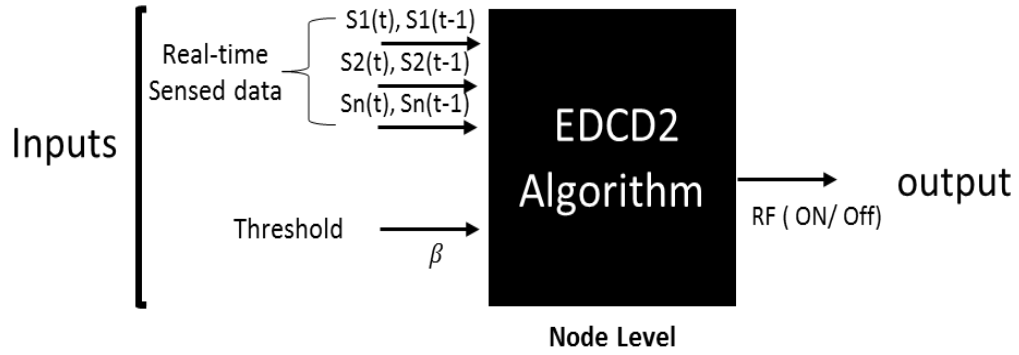 Inputs
Real-time
Sensed data
S1(t), S1(t-1)
S2(t), S2(t-1)
Sn(t), Sn(t-1)
Threshold
β
EDCD2
Algorithm
RF ( ON/ Off)
output
Node Level